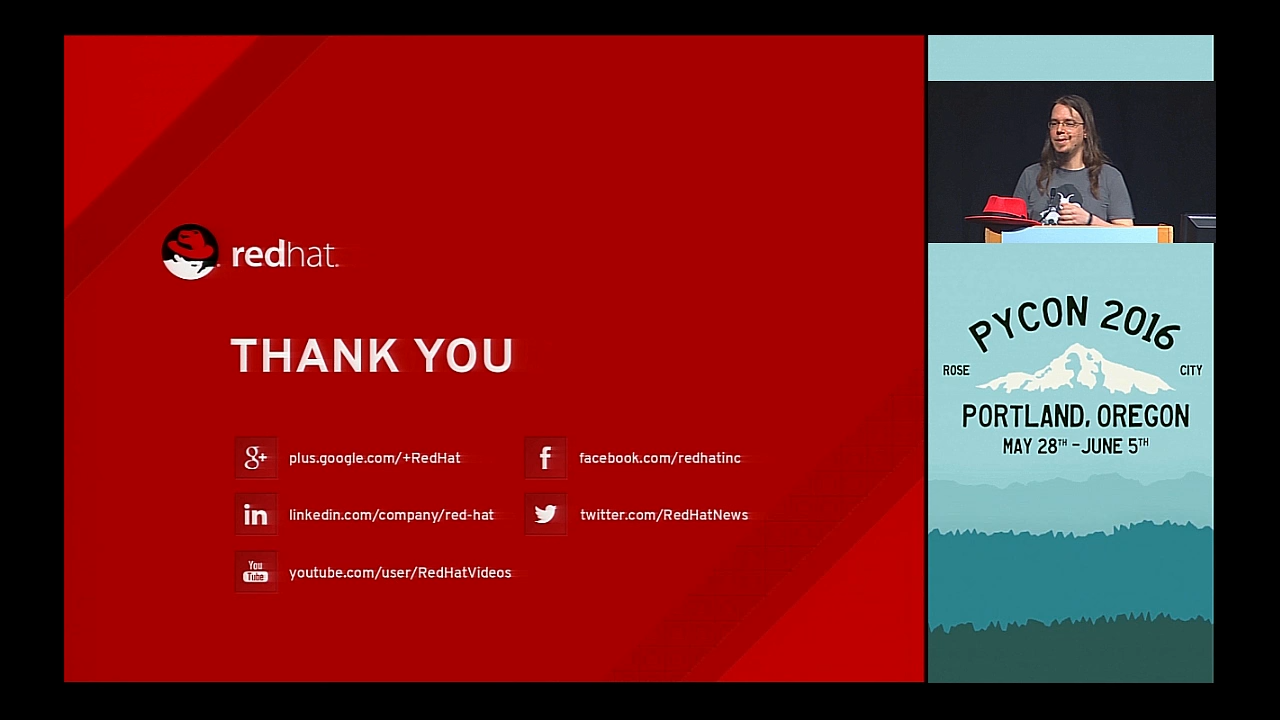 redhat.
THANK YOU
g+ plus.google.com/+RedHat
f facebook.com/redhatinc
in linkedin.com/company/red-hat
twitter.com/RedHatNews
You Tube youtube.com/user/RedHatVideos
PYCON 2016
ROSE CITY
PORTLAND, OREGON
MAY 28TH - JUNE 5TH